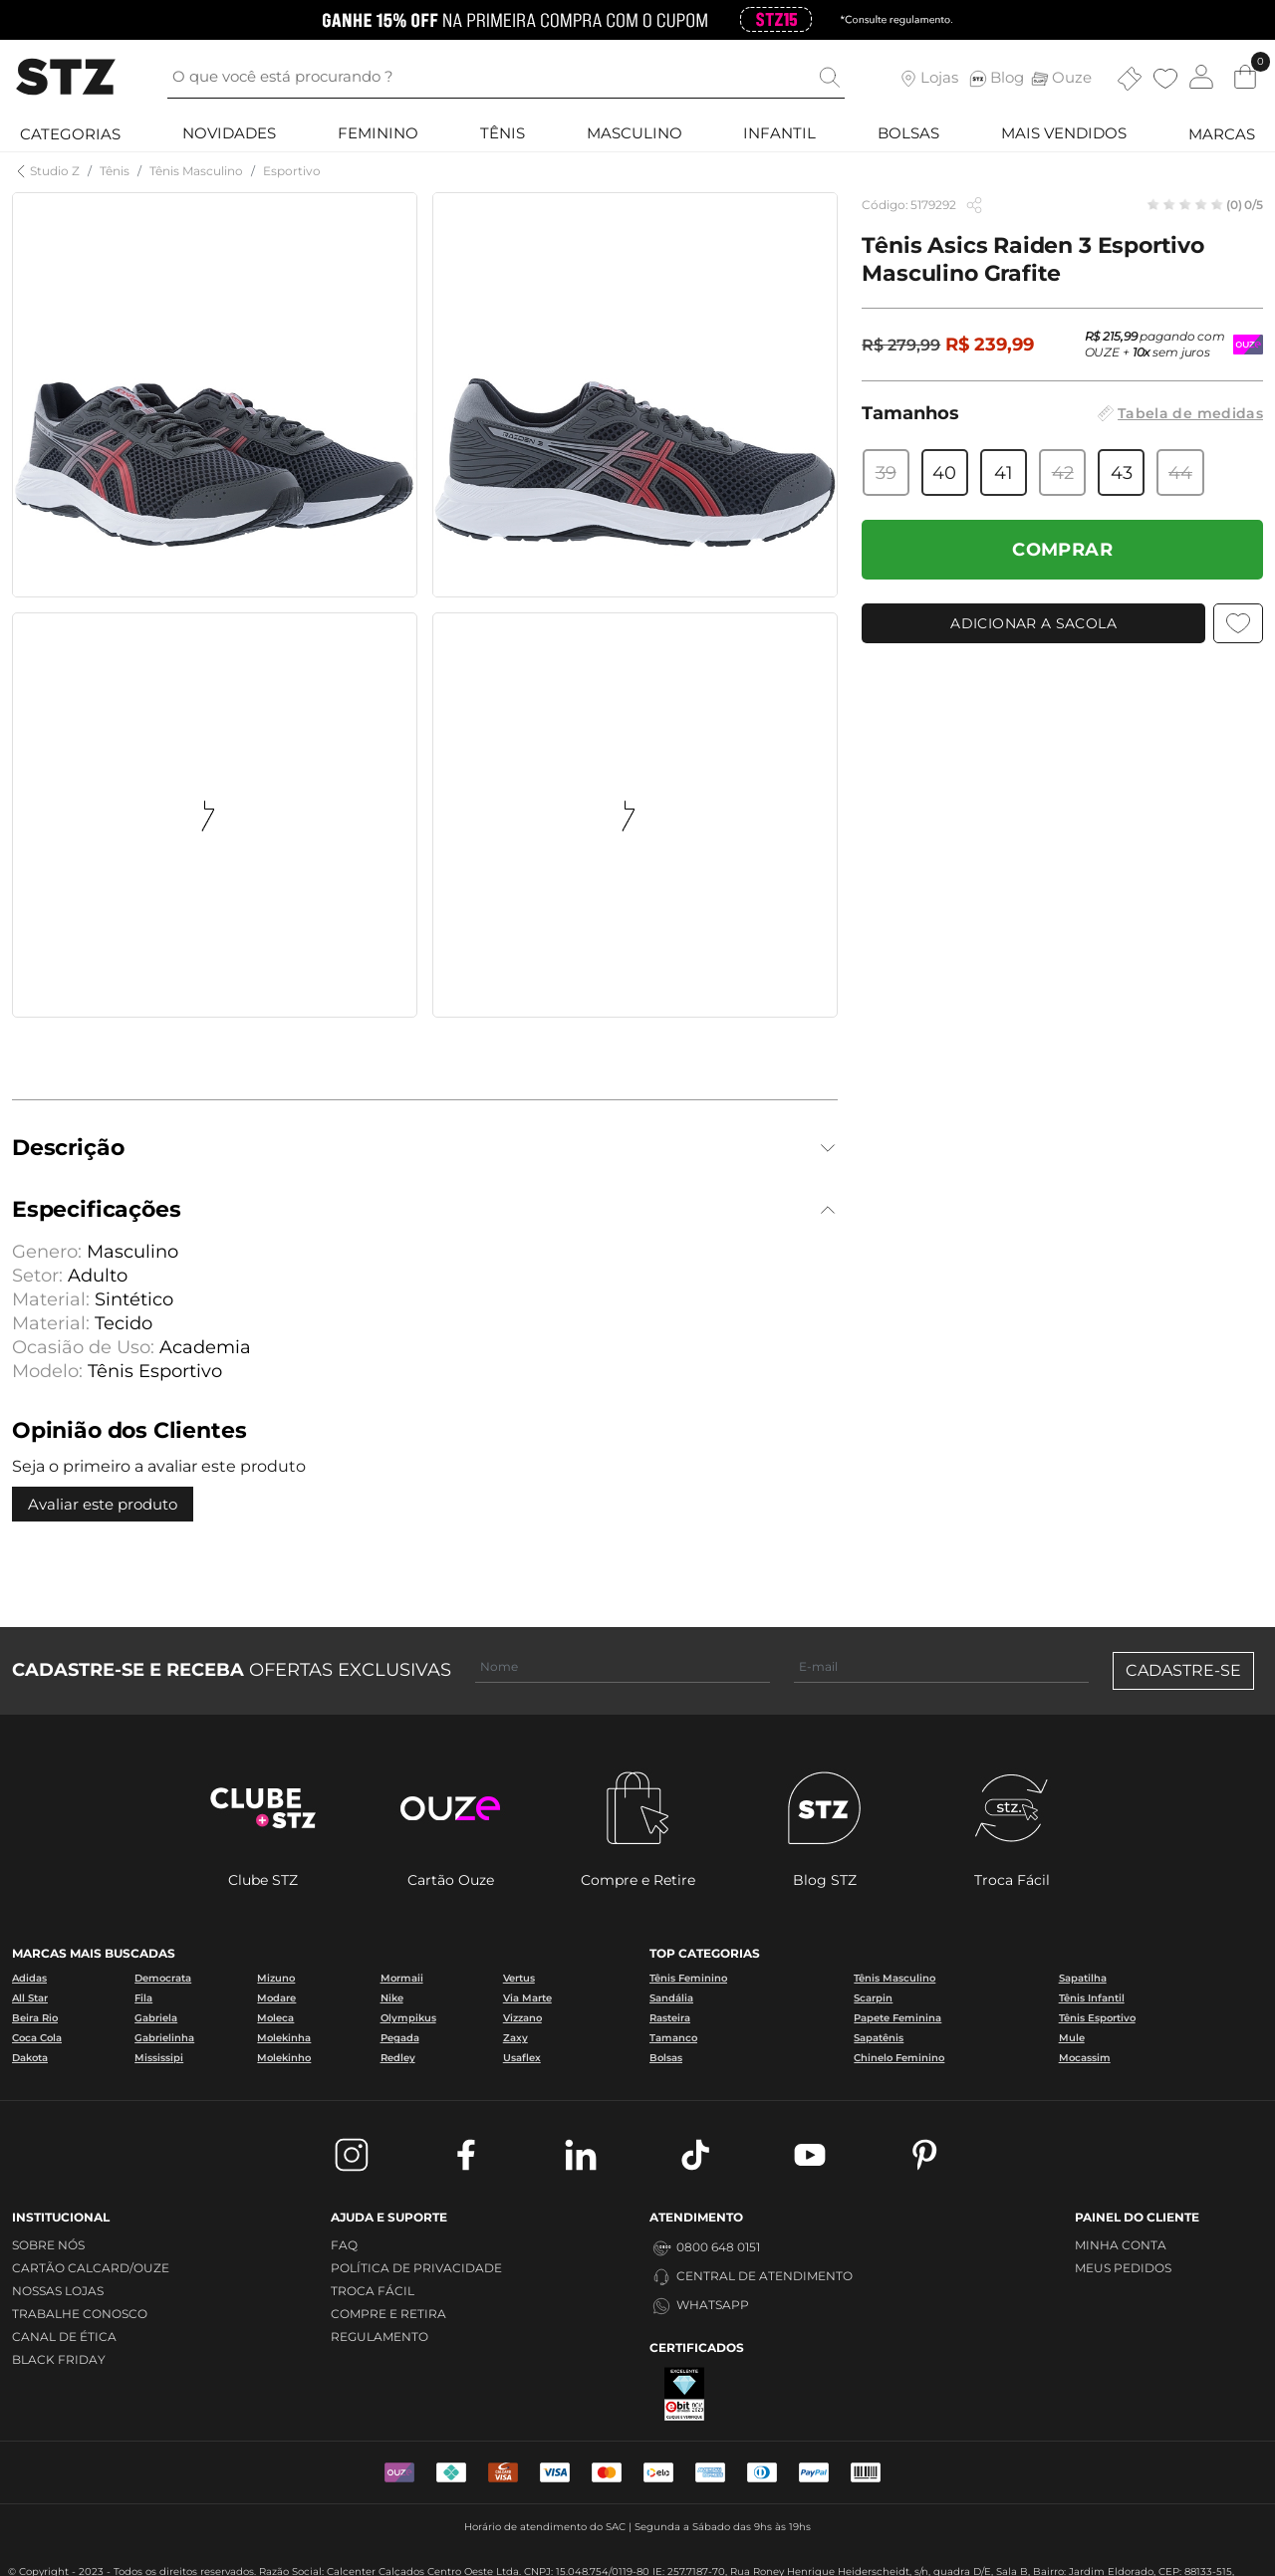 GANHE 15% OFF NA PRIMEIRA COMPRA COM O CUPOM STZ15 *Consulte regulamento.
STZ O que você está procurando ? Lojas Blog Ouze 0
CATEGORIAS NOVIDADES FEMININO TÊNIS MASCULINO INFANTIL BOLSAS MAIS VENDIDOS MARCAS
Studio Z / Tênis / Tênis Masculino / Esportivo
Código: 5179292 (0) 0/5
Tênis Asics Raiden 3 Esportivo
Masculino Grafite
R$ 279,99 R$ 239,99 R$ 215,99 pagando com
OUZE + 10x sem juros
Tamanhos Tabela de medidas
39 40 41 42 43 44
COMPRAR
ADICIONAR A SACOLA
Descrição
Especificações
Genero: Masculino
Setor: Adulto
Material: Sintético
Material: Tecido
Ocasião de Uso: Academia
Modelo: Tênis Esportivo
Opinião dos Clientes
Seja o primeiro a avaliar este produto
Avaliar este produto
CADASTRE-SE E RECEBA OFERTAS EXCLUSIVAS Nome E-mail CADASTRE-SE
CLUBE
+STZ ouze STZ stz.
Clube STZ Cartão Ouze Compre e Retire Blog STZ Troca Fácil
MARCAS MAIS BUSCADAS TOP CATEGORIAS
Adidas Democrata Mizuno Mormaii Vertus Tênis Feminino Tênis Masculino Sapatilha
All Star Fila Modare Nike Via Marte Sandália Scarpin Tênis Infantil
Beira Rio Gabriela Moleca Olympikus Vizzano Rasteira Papete Feminina Tênis Esportivo
Coca Cola Gabrielinha Molekinha Pegada Zaxy Tamanco Sapatênis Mule
Dakota Mississipi Molekinho Redley Usaflex Bolsas Chinelo Feminino Mocassim
INSTITUCIONAL AJUDA E SUPORTE ATENDIMENTO PAINEL DO CLIENTE
SOBRE NÓS FAQ 0800 648 0151 MINHA CONTA
CARTÃO CALCARD/OUZE POLÍTICA DE PRIVACIDADE CENTRAL DE ATENDIMENTO MEUS PEDIDOS
NOSSAS LOJAS TROCA FÁCIL WHATSAPP
TRABALHE CONOSCO COMPRE E RETIRA
CANAL DE ÉTICA REGULAMENTO CERTIFICADOS
BLACK FRIDAY
EXCELENTE
ebit
VISA elo PayPal
Horário de atendimento do SAC | Segunda a Sábado das 9hs às 19hs
© Copyright - 2023 - Todos os direitos reservados. Razão Social: Calcenter Calçados Centro Oeste Ltda. CNPJ: 15.048.754/0119-80 IE: 257.7187-70, Rua Roney Henrique Heiderscheidt, s/n, quadra D/E, Sala B, Bairro: Jardim Eldorado, CEP: 88133-515,